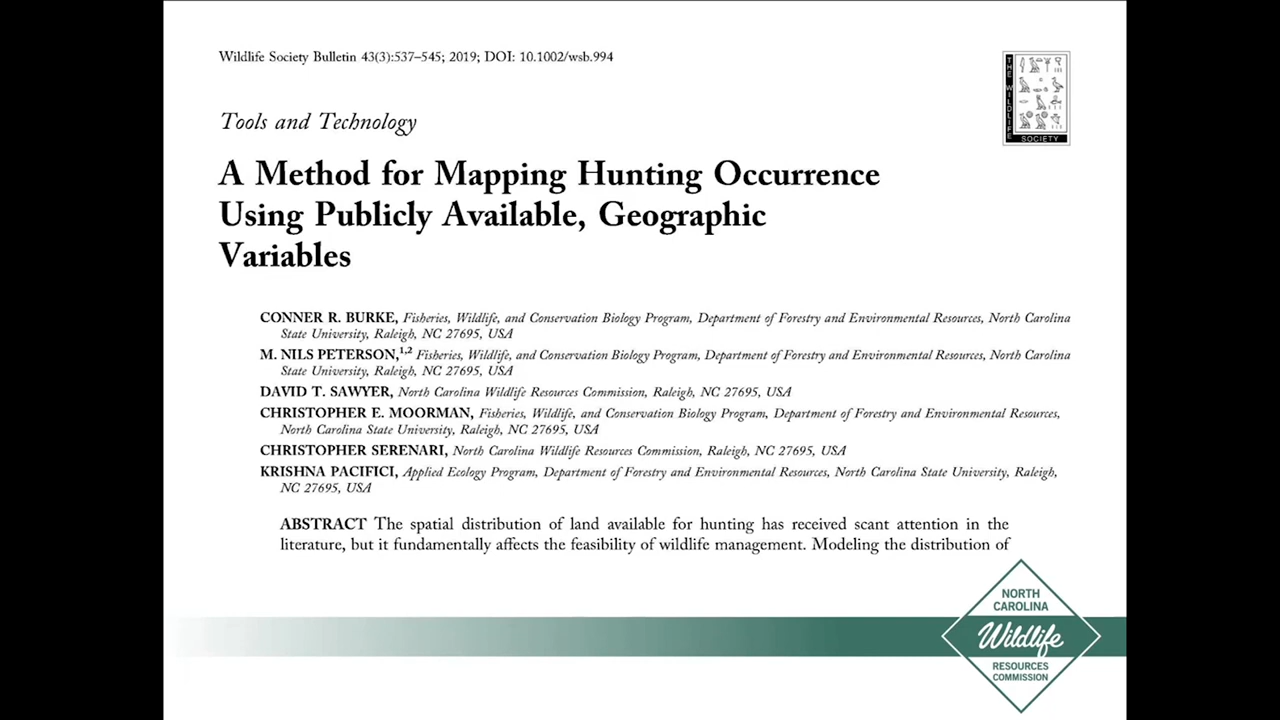 Wildlife Society Bulletin 43(3):537–545; 2019; DOI: 10.1002/wsb.994
THE WILDLIFE
SOCIETY
Tools and Technology
A Method for Mapping Hunting Occurrence
Using Publicly Available, Geographic
Variables
CONNER R. BURKE, Fisheries, Wildlife, and Conservation Biology Program, Department of Forestry and Environmental Resources, North Carolina
State University, Raleigh, NC 27695, USA
M. NILS PETERSON,1,2 Fisheries, Wildlife, and Conservation Biology Program, Department of Forestry and Environmental Resources, North Carolina
State University, Raleigh, NC 27695, USA
DAVID T. SAWYER, North Carolina Wildlife Resources Commission, Raleigh, NC 27695, USA
CHRISTOPHER E. MOORMAN, Fisheries, Wildlife, and Conservation Biology Program, Department of Forestry and Environmental Resources,
North Carolina State University, Raleigh, NC 27695, USA
CHRISTOPHER SERENARI, North Carolina Wildlife Resources Commission, Raleigh, NC 27695, USA
KRISHNA PACIFICI, Applied Ecology Program, Department of Forestry and Environmental Resources, North Carolina State University, Raleigh,
NC 27695, USA
ABSTRACT The spatial distribution of land available for hunting has received scant attention in the
literature, but it fundamentally affects the feasibility of wildlife management. Modeling the distribution of
NORTH
CAROLINA
Wildlife
RESOURCES
COMMISSION